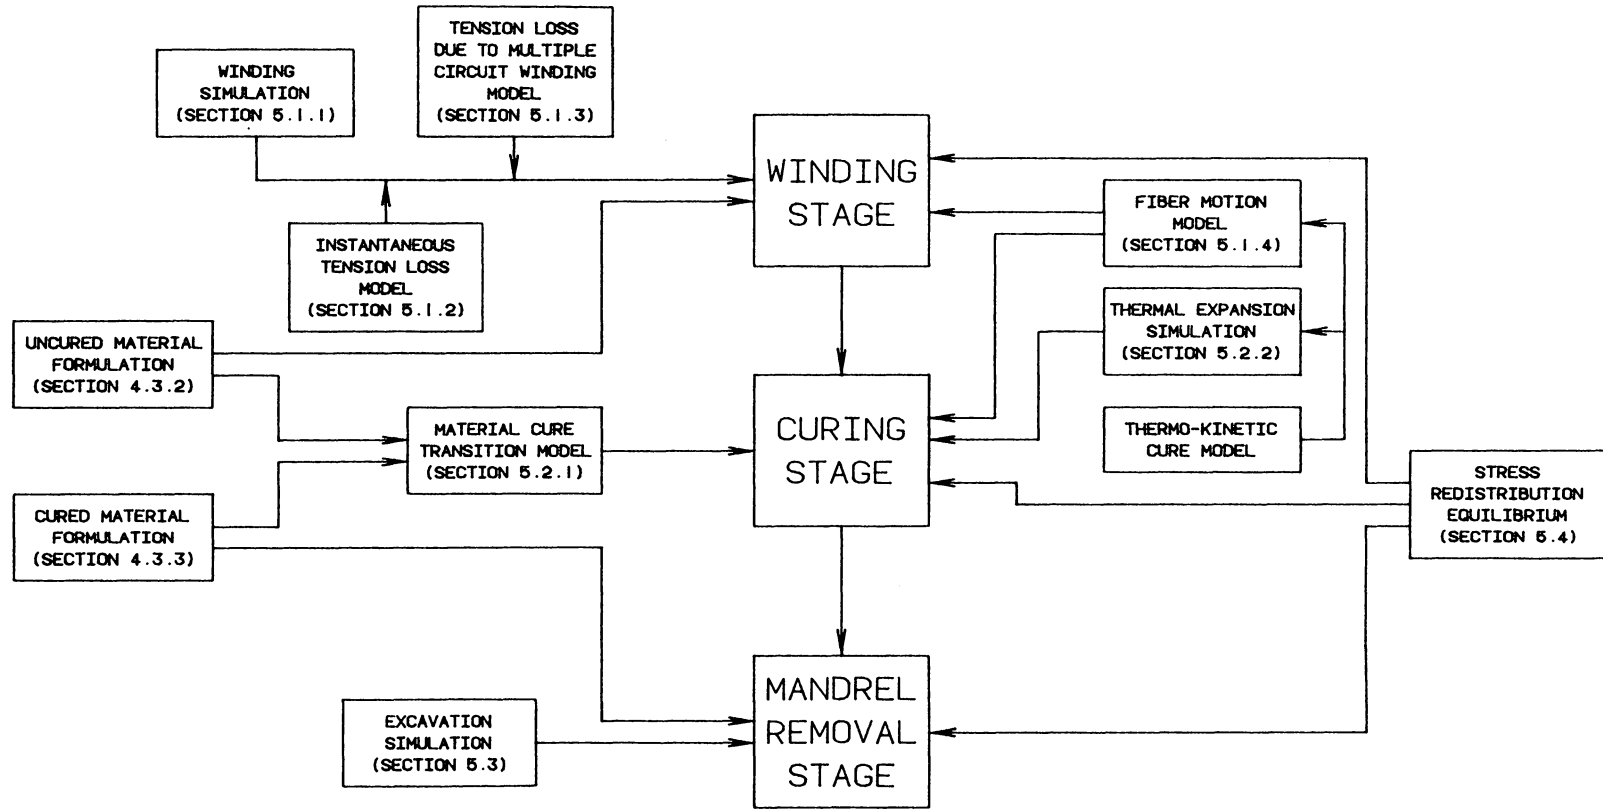 TENSION LOSS
DUE TO MULTIPLE
CIRCUIT WINDING
MODEL
(SECTION 5.1.3)
WINDING
SIMULATION
(SECTION 5.1.1)
INSTANTANEOUS
TENSION LOSS
MODEL
(SECTION 5.1.2)
WINDING
STAGE
FIBER MOTION
MODEL
(SECTION 5.1.4)
THERMAL EXPANSION
SIMULATION
(SECTION 5.2.2)
THERMO-KINETIC
CURE MODEL
UNCURED MATERIAL
FORMULATION
(SECTION 4.3.2)
MATERIAL CURE
TRANSITION MODEL
(SECTION 5.2.1)
CURING
STAGE
STRESS
REDISTRIBUTION
EQUILIBRIUM
(SECTION 5.4)
CURED MATERIAL
FORMULATION
(SECTION 4.3.3)
EXCAVATION
SIMULATION
(SECTION 5.3)
MANDREL
REMOVAL
STAGE